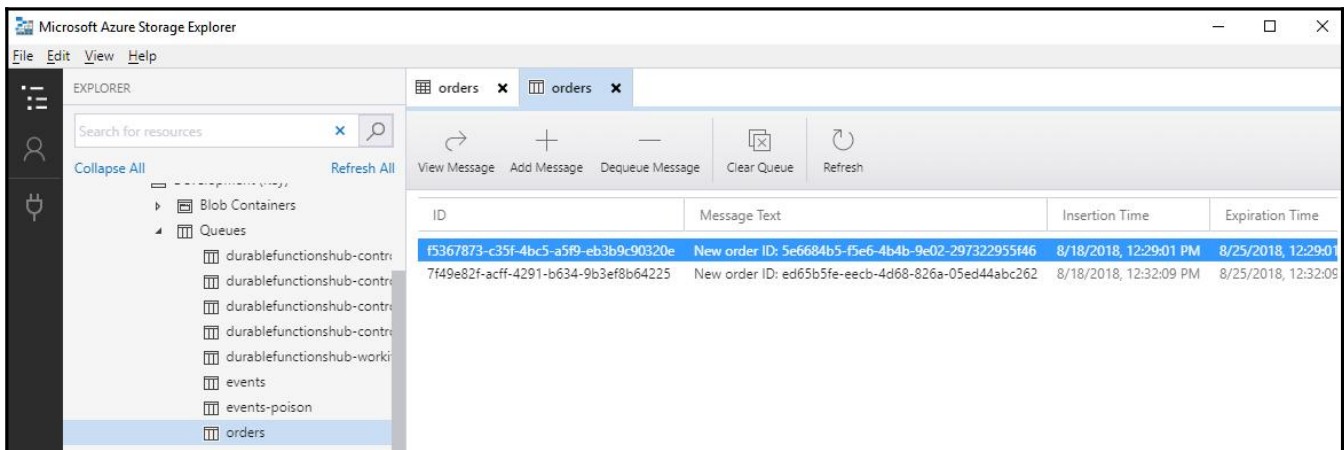 Microsoft Azure Storage Explorer
File Edit View Help
EXPLORER
Search for resources
Collapse All Refresh All
Blob Containers
Queues
durablefunctionshub-contr
durablefunctionshub-contr
durablefunctionshub-contr
durablefunctionshub-contr
durablefunctionshub-worki
events
events-poison
orders
orders orders
View Message Add Message Dequeue Message Clear Queue Refresh
ID Message Text Insertion Time Expiration Time
f5367873-c35f-4bc5-a5f9-eb3b9c90320e New order ID: 5e6684b5-f5e6-4b4b-9e02-297322955f46 8/18/2018, 12:29:01 PM 8/25/2018, 12:29:01
7f49e82f-acff-4291-b634-9b3ef8b64225 New order ID: ed65b5fe-eecb-4d68-826a-05ed44abc262 8/18/2018, 12:32:09 PM 8/25/2018, 12:32:09